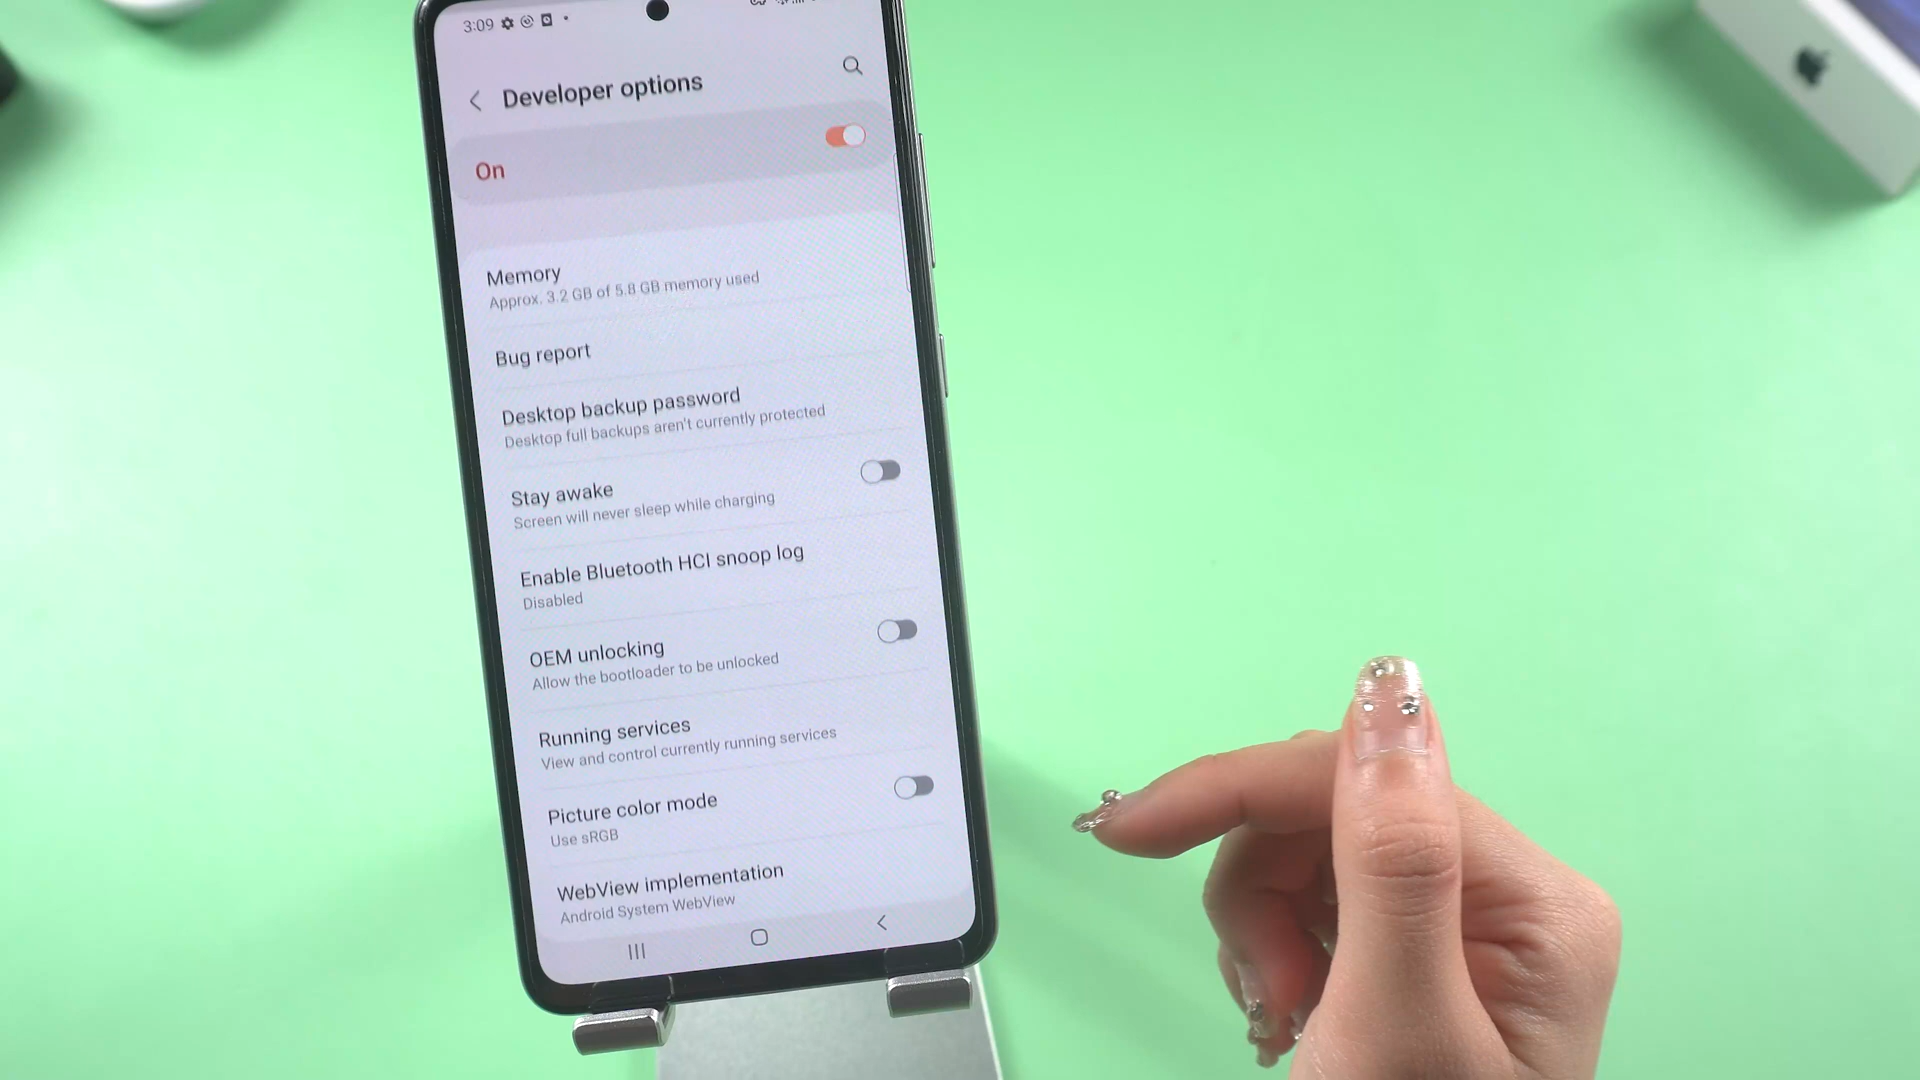 3:09
Developer options
On
Memory
Approx. 3.2 GB of 5.8 GB memory used
Bug report
Desktop backup password
Desktop full backups aren't currently protected
Stay awake
Screen will never sleep while charging
Enable Bluetooth HCI snoop log
Disabled
OEM unlocking
Allow the bootloader to be unlocked
Running services
View and control currently running services
Picture color mode
Use sRGB
WebView implementation
Android System WebView